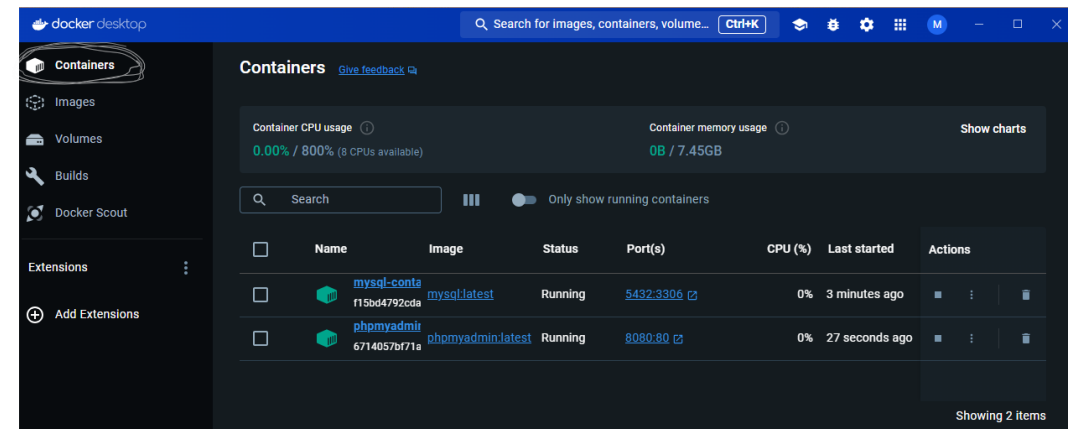 docker desktop
Search for images, containers, volume... Ctrl+K
M
Containers
Images
Volumes
Builds
Docker Scout
Extensions
Add Extensions
Containers Give feedback
Container CPU usage
0.00% / 800% (8 CPUs available)
Container memory usage
0B / 7.45GB
Show charts
Search
Only show running containers
Name Image Status Port(s) CPU (%) Last started Actions
mysql-conta
f15bd4792cda
mysql:latest Running 5432:3306 0% 3 minutes ago
phpmyadmin
6714057bf71a
phpmyadmin:latest Running 8080:80 0% 27 seconds ago
Showing 2 items